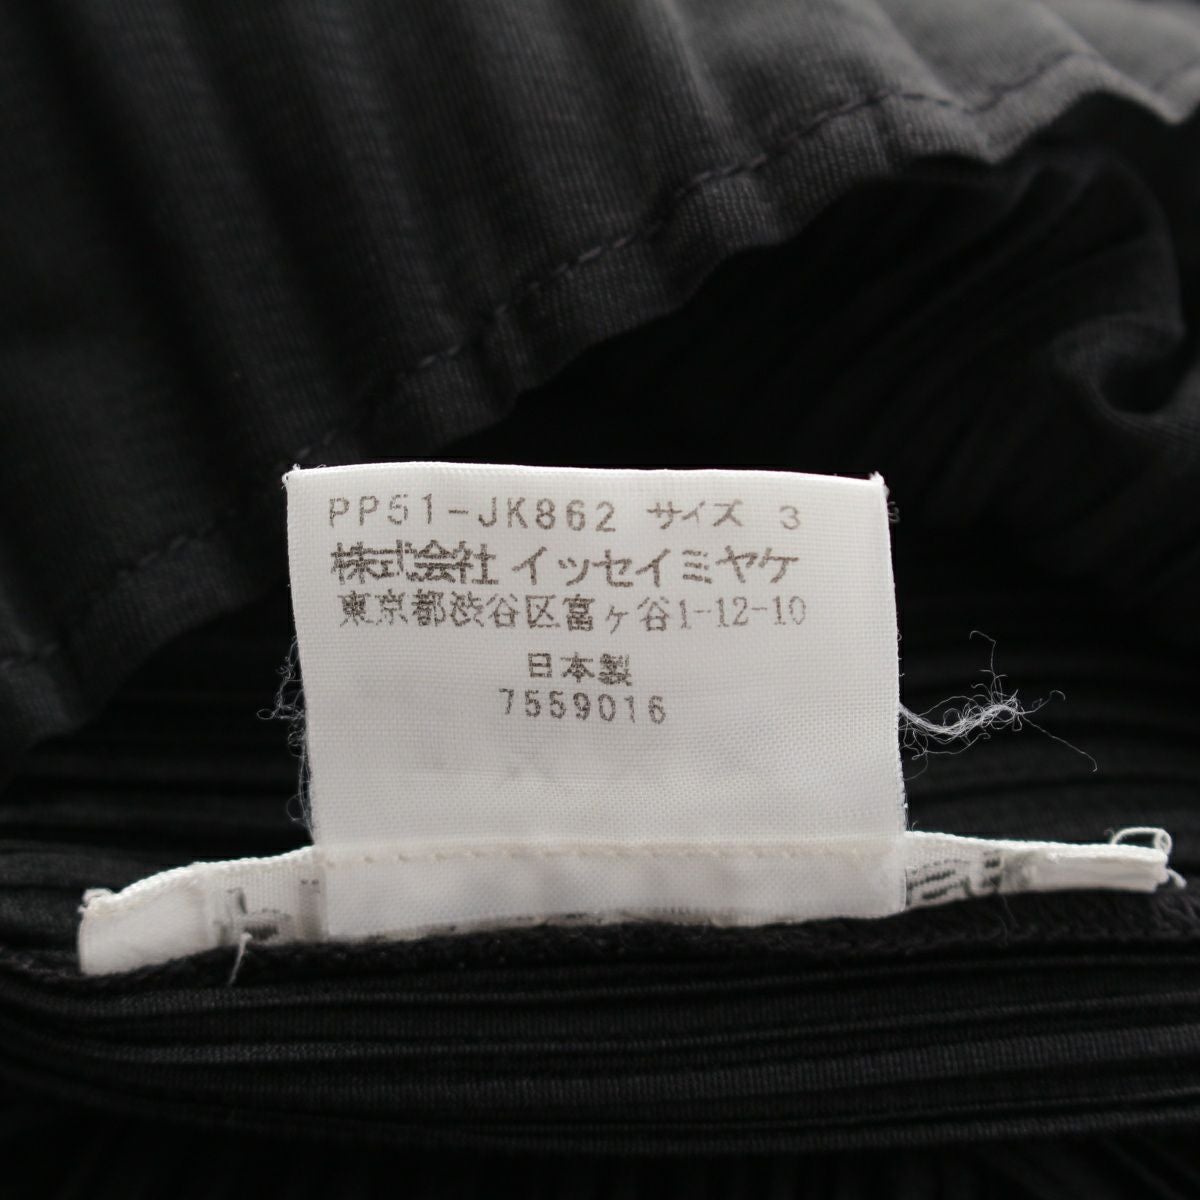 PP51-JK862 サイズ 3
株式会社 イッセイミヤケ
東京都渋谷区富ヶ谷1-12-10
日本製
7559016